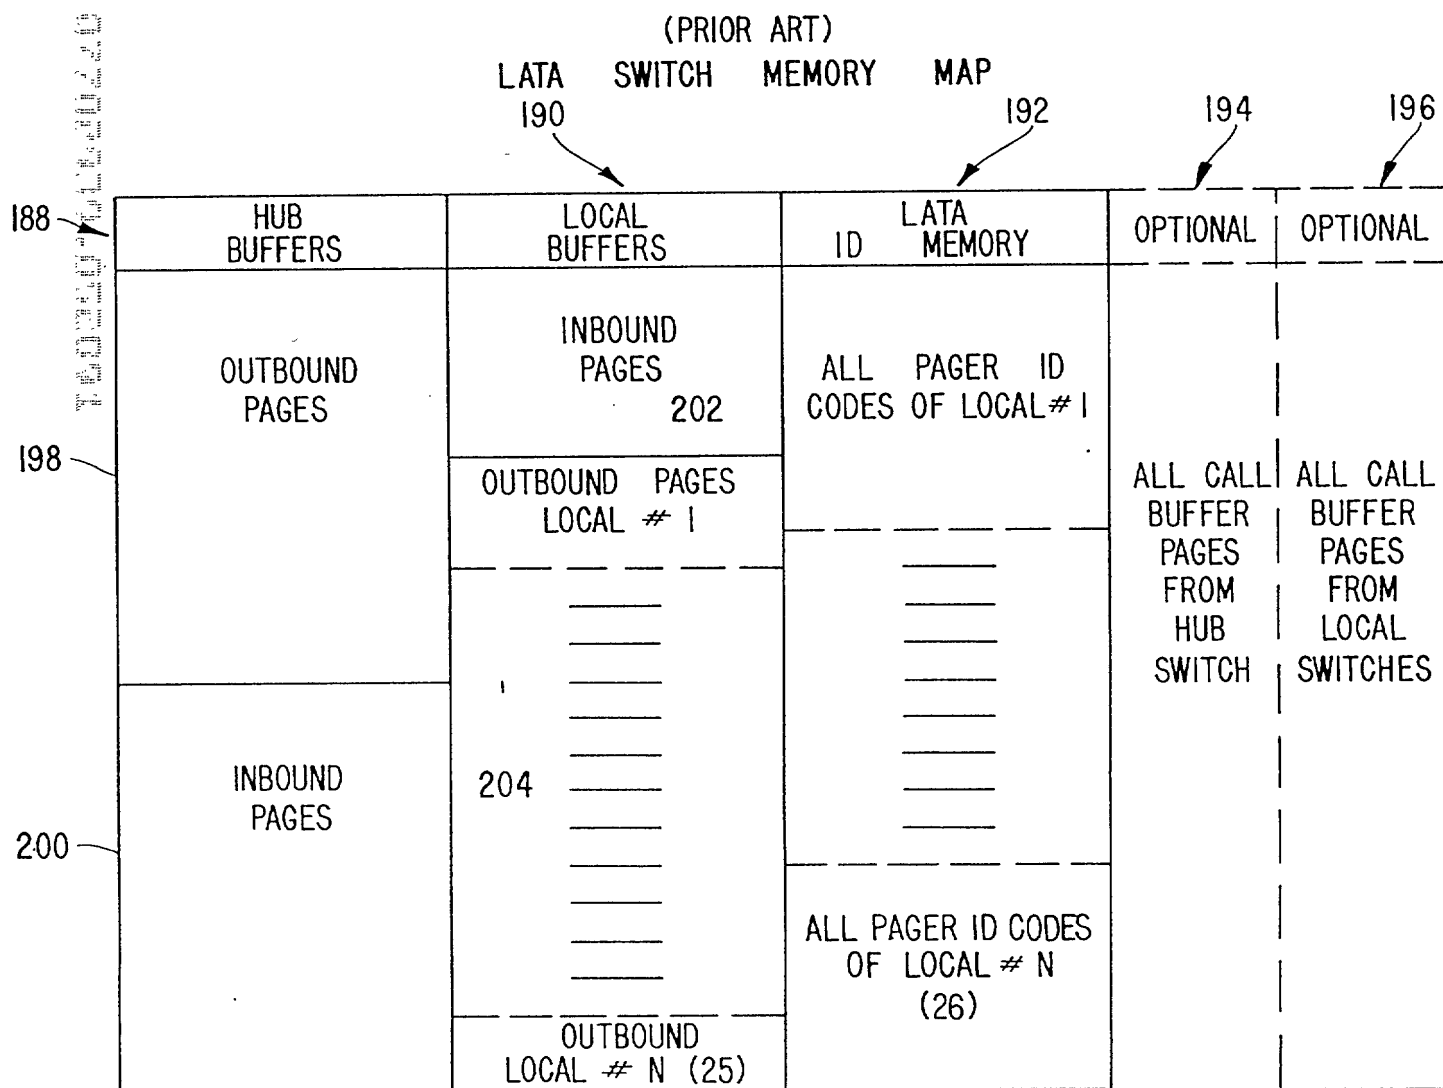 (PRIOR ART)
LATA SWITCH MEMORY MAP
190
192
194
196
188
HUB
BUFFERS
LOCAL
BUFFERS
LATA
ID MEMORY
OPTIONAL
OPTIONAL
OUTBOUND
PAGES
INBOUND
PAGES
202
ALL PAGER ID
CODES OF LOCAL # 1
198
OUTBOUND PAGES
LOCAL # 1
ALL CALL
BUFFER
PAGES
FROM
HUB
SWITCH
ALL CALL
BUFFER
PAGES
FROM
LOCAL
SWITCHES
INBOUND
PAGES
204
200
ALL PAGER ID CODES
OF LOCAL # N
(26)
OUTBOUND
LOCAL # N (25)